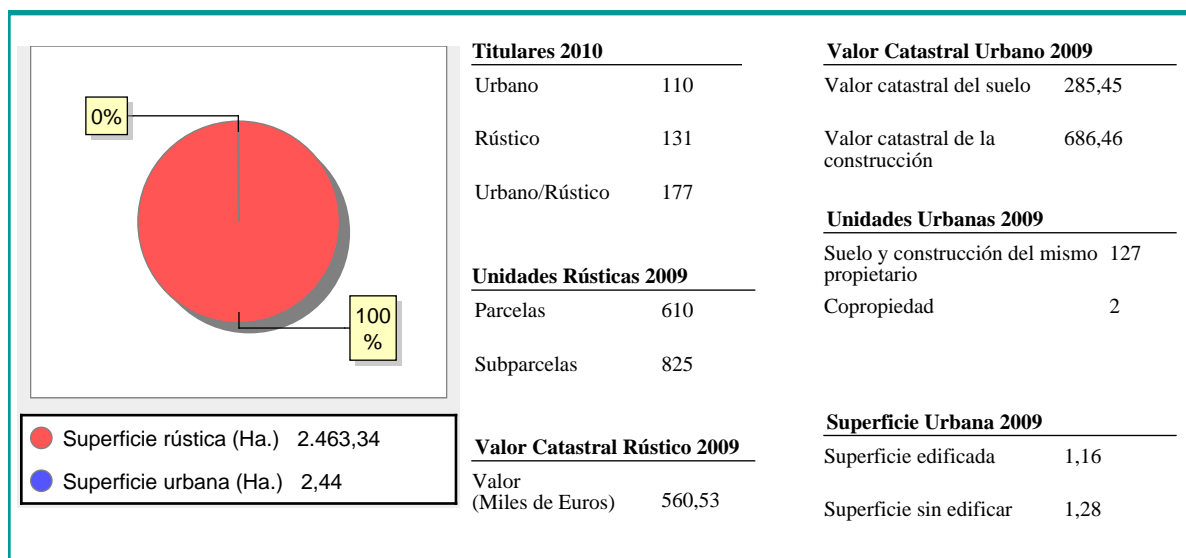 0%
100
%
Superficie rústica (Ha.) 2.463,34
Superficie urbana (Ha.) 2,44
Titulares 2010
Urbano 110
Rústico 131
Urbano/Rústico 177
Unidades Rústicas 2009
Parcelas 610
Subparcelas 825
Valor Catastral Rústico 2009
Valor
(Miles de Euros) 560,53
Valor Catastral Urbano 2009
Valor catastral del suelo 285,45
Valor catastral de la 686,46
construcción
Unidades Urbanas 2009
Suelo y construcción del mismo 127
propietario
Copropiedad 2
Superficie Urbana 2009
Superficie edificada 1,16
Superficie sin edificar 1,28